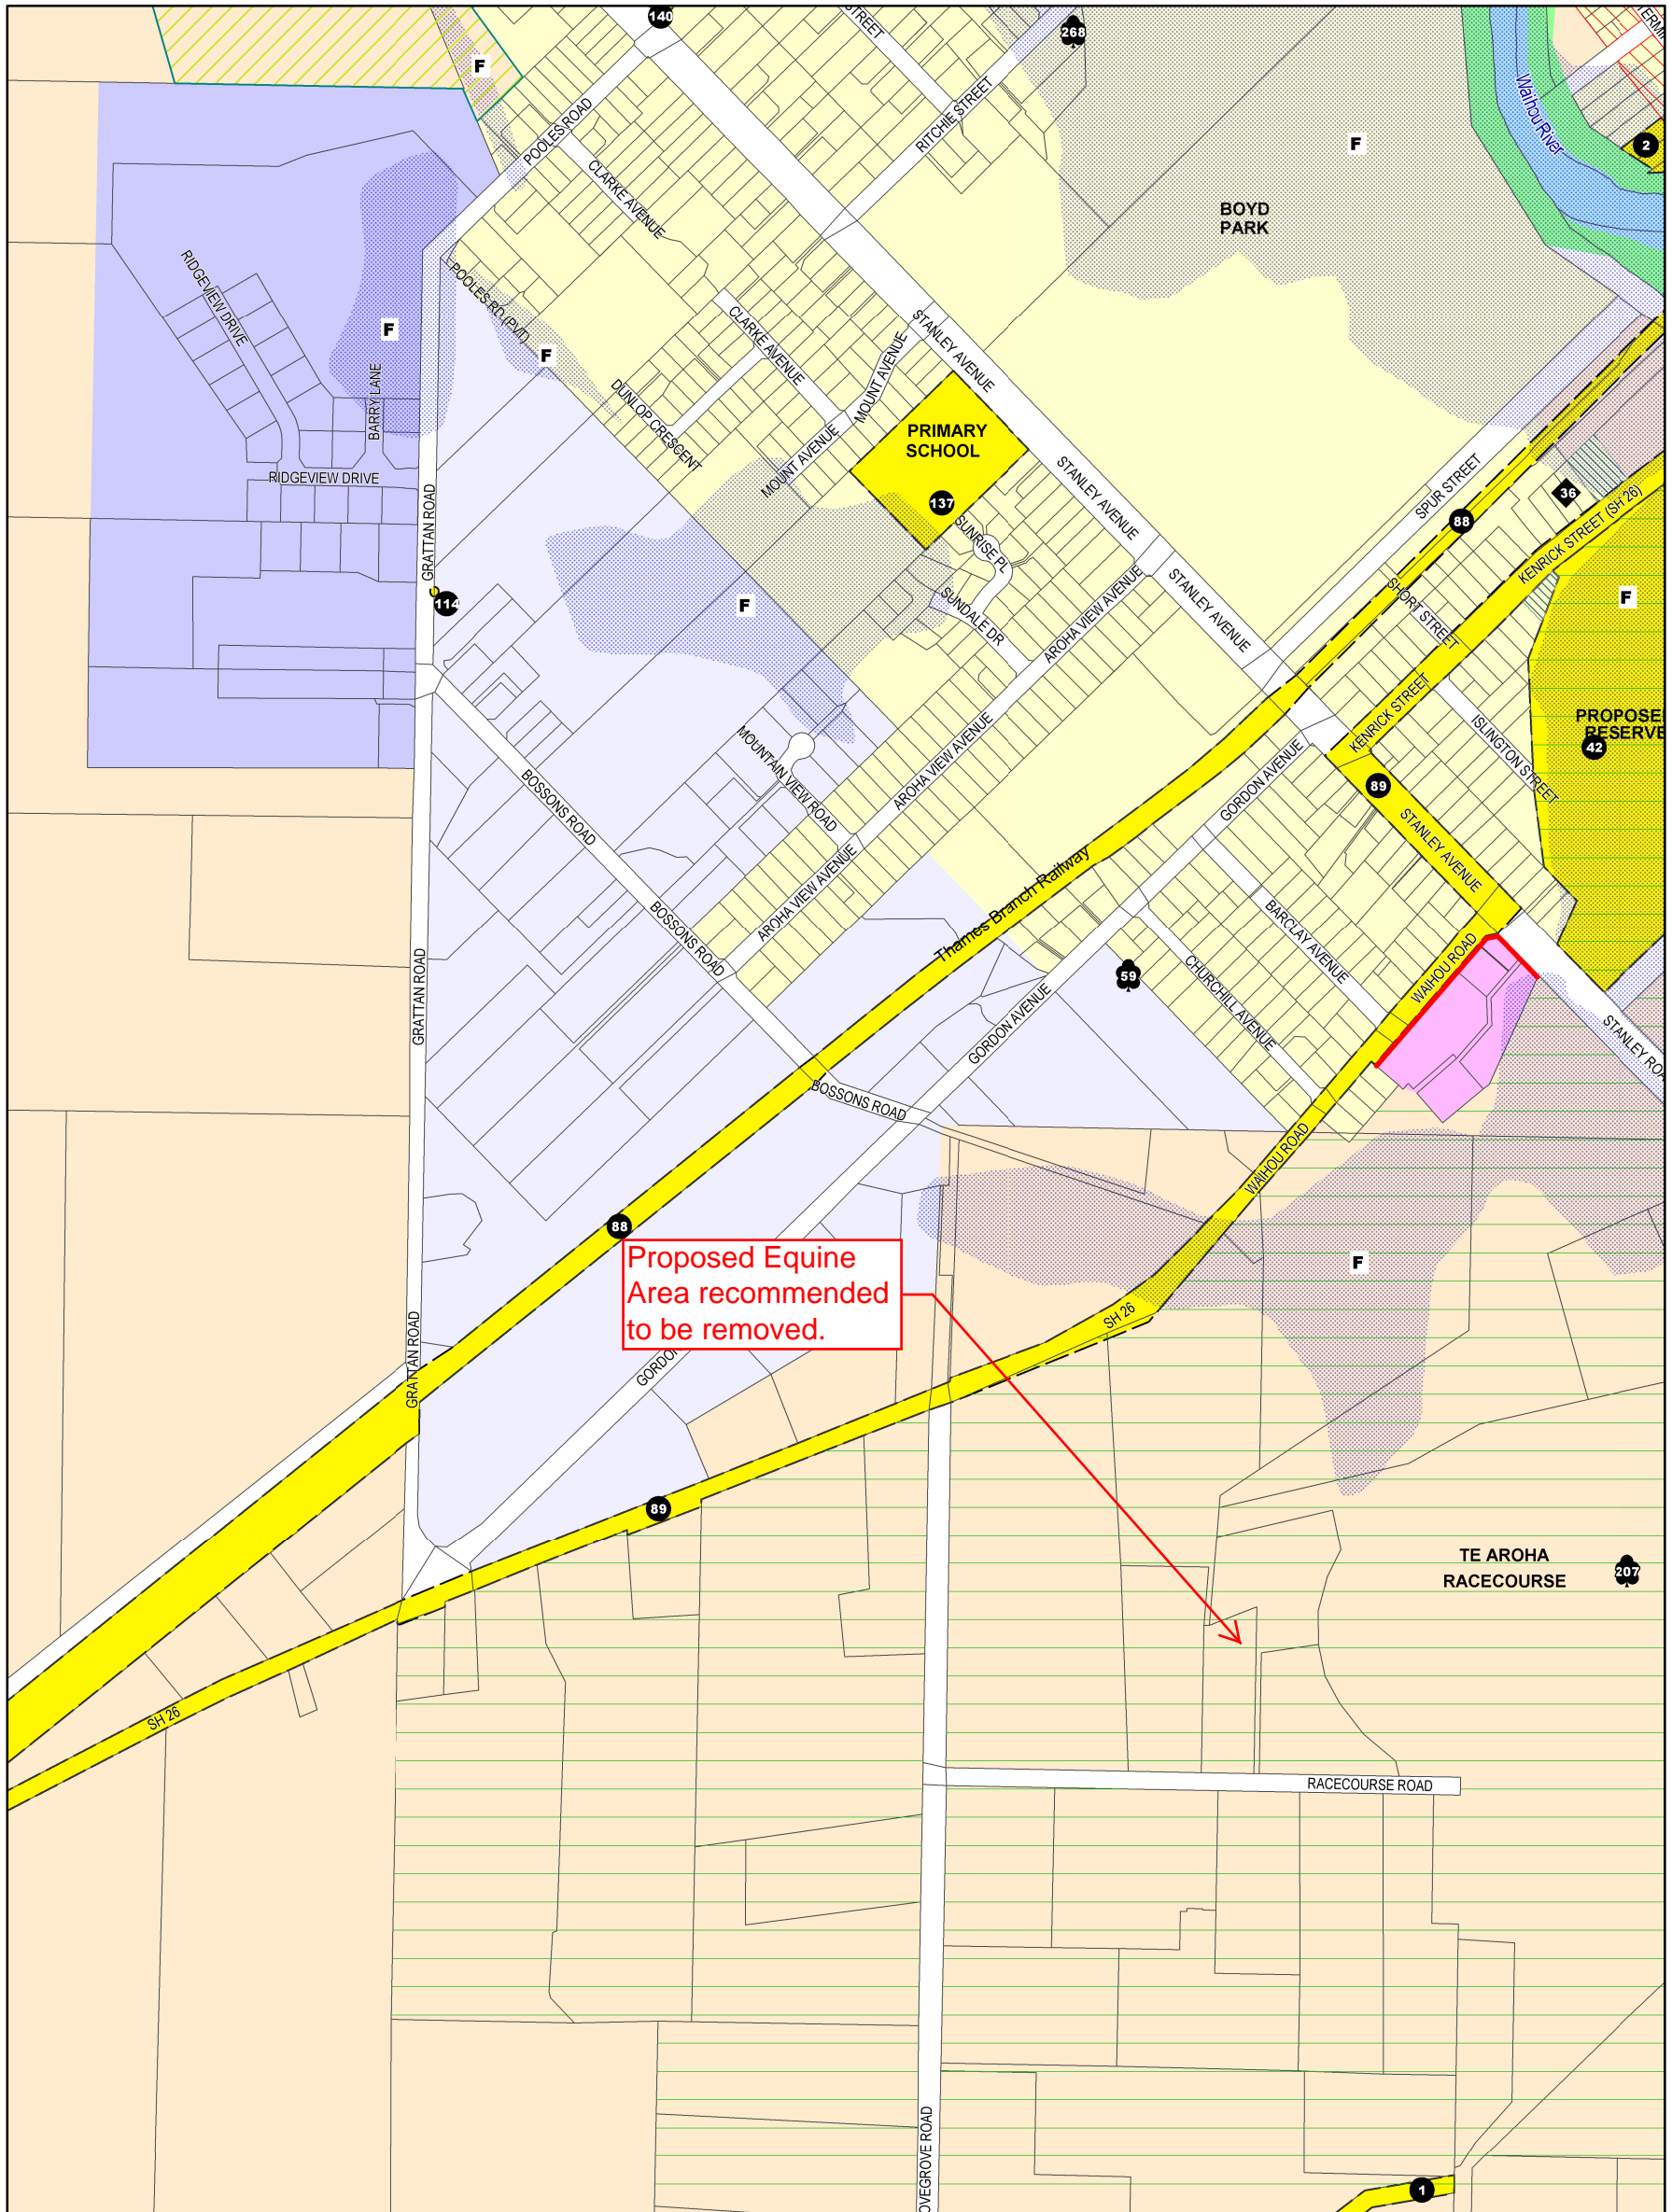 140
STREET
268
TERMI
F
Waihou River
POOLES ROAD
RITCHIE STREET
F
2
CLARKE AVENUE
BOYD
PARK
RIDGEVIEW DRIVE
POOLES RD (PVT)
F
F
CLARKE AVENUE
MOUNT AVENUE
STANLEY AVENUE
BARRY LANE
DUNLOP CRESCENT
PRIMARY
SCHOOL
MOUNT AVENUE
RIDGEVIEW DRIVE
137
STANLEY AVENUE
SPUR STREET
36
GRATTAN ROAD
SUNRISE PL
88
KENRICK STREET (SH 26)
114
F
SUNDALE DR
AROHA VIEW AVENUE
STANLEY AVENUE
SHORT STREET
F
MOUNTAIN VIEW ROAD
AROHA VIEW AVENUE
KENRICK STREET
ISLINGTON STREET
PROPOSE
RESERVE
42
BOSSONS ROAD
GORDON AVENUE
89
STANLEY AVENUE
AROHA VIEW AVENUE
Thames Branch Railway
BOSSONS ROAD
BARCLAY AVENUE
59
CHURCHILL AVENUE
WAIHOU ROAD
GRATTAN ROAD
GORDON AVENUE
STANLEY ROA
BOSSONS ROAD
WAIHOU ROAD
88
Proposed Equine
Area recommended
to be removed.
F
SH 26
GRATTAN ROAD
GORDO
89
TE AROHA
RACECOURSE
207
SH 26
RACECOURSE ROAD
OVEGROVE ROAD
1